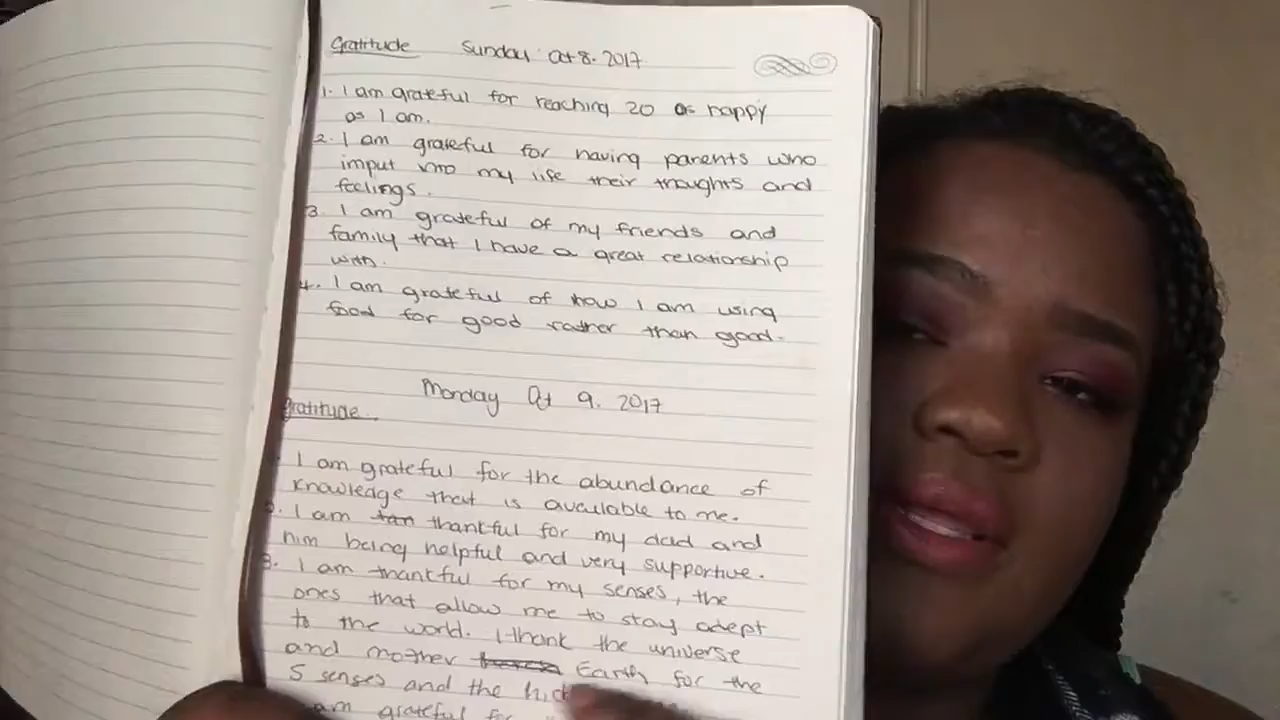 Gratitude Sunday Oct 8. 2017
1. I am grateful for reaching 20 as happy
as I am.
2. I am grateful for having parents who
imput into my life their thoughts and
feelings.
3. I am grateful of my friends and
family that I have a great relationship
with.
4. I am grateful of how I am using
food for good rather than good.
Monday Oct 9. 2017
gratitude
I am grateful for the abundance of
knowledge that is available to me.
2. I am tan thankful for my dad and
him being helpful and very supportive.
3. I am thankful for my senses, the
ones that allow me to stay adept
to the world. I thank the universe
and mother Earth for the
5 senses and the
am grateful for